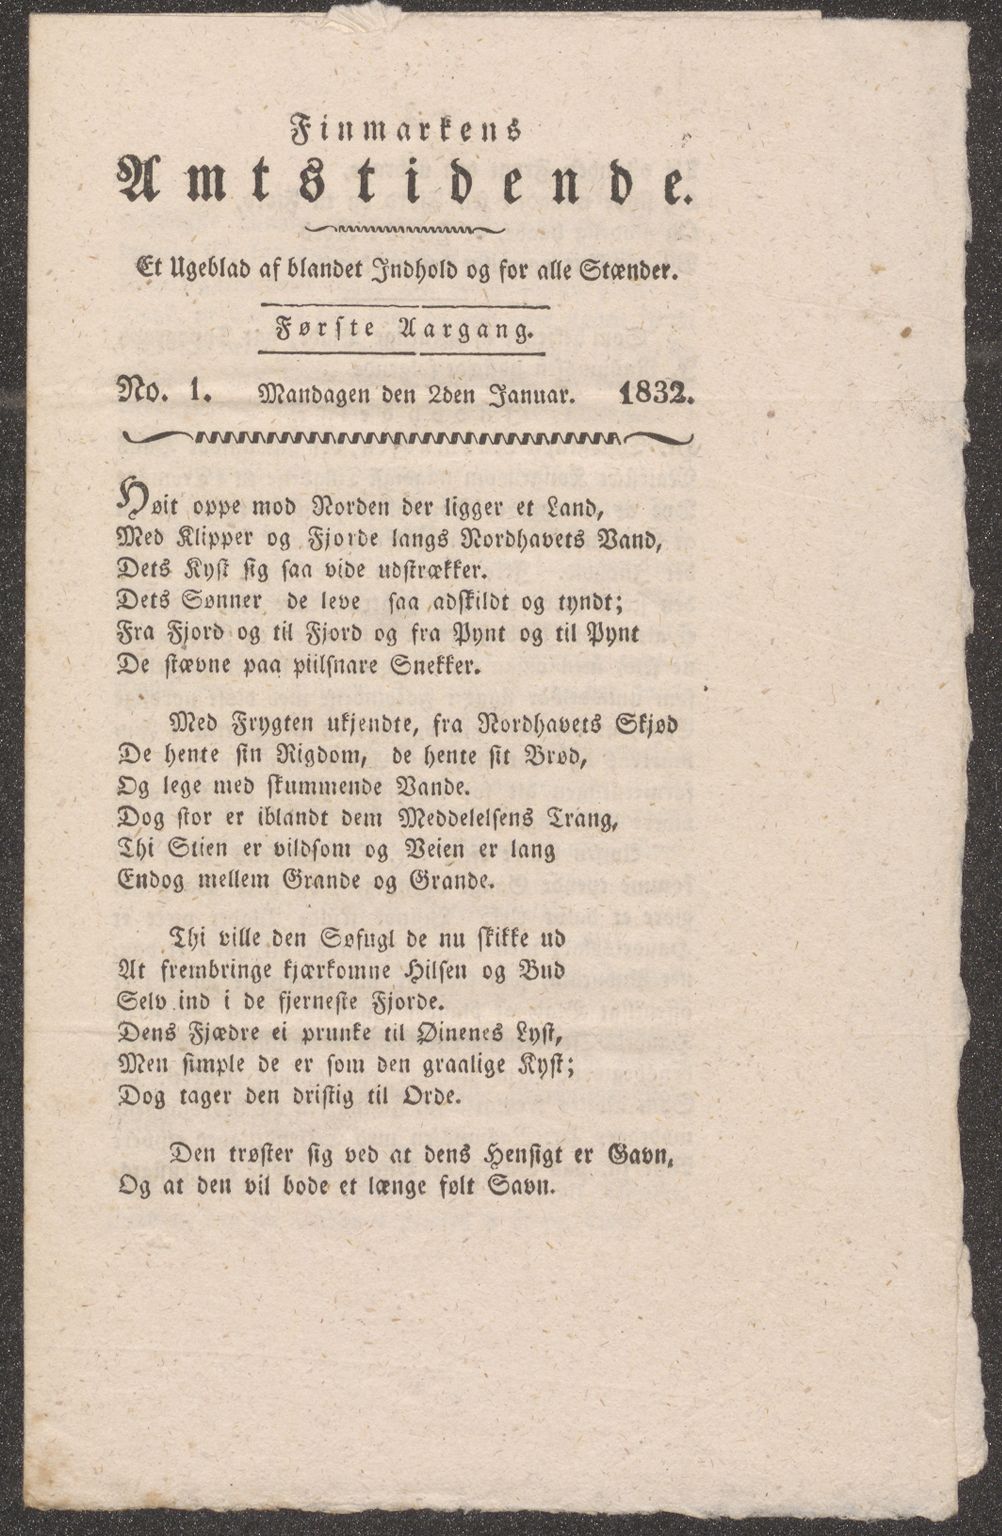 Finmarkens
Amtstidende.
Et Ugeblad af blandet Indhold og for alle Stænder.
Første Aargang.
No. 1. Mandagen den 2den Januar. 1832.
Høit oppe mod Norden der ligger et Land,
Med Klipper og Fjorde langs Nordhavets Vand,
Dets Kyst sig saa vide udstrækker.
Dets Sønner de leve saa adskildt og tyndt;
Fra Fjord og til Fjord og fra Pynt og til Pynt
De stævne paa piilsnare Snekker.
Med Frygten ukjendte, fra Nordhavets Skjød
De hente sin Rigdom, de hente sit Brød,
Og lege med skummende Vande.
Dog stor er iblandt dem Meddelelsens Trang,
Thi Stien er vildsom og Veien er lang
Endog mellem Grande og Grande.
Thi ville den Søfugl de nu skikke ud
At frembringe kjærkomne Hilsen og Bud
Selv ind i de fjerneste Fjorde.
Dens Fjædre ei prunke til Øinenes Lyst,
Men simple de er som den graalige Kyst;
Dog tager den dristig til Orde.
Den trøster sig ved at dens Hensigt er Gavn,
Og at den vil bøde et længe følt Savn.